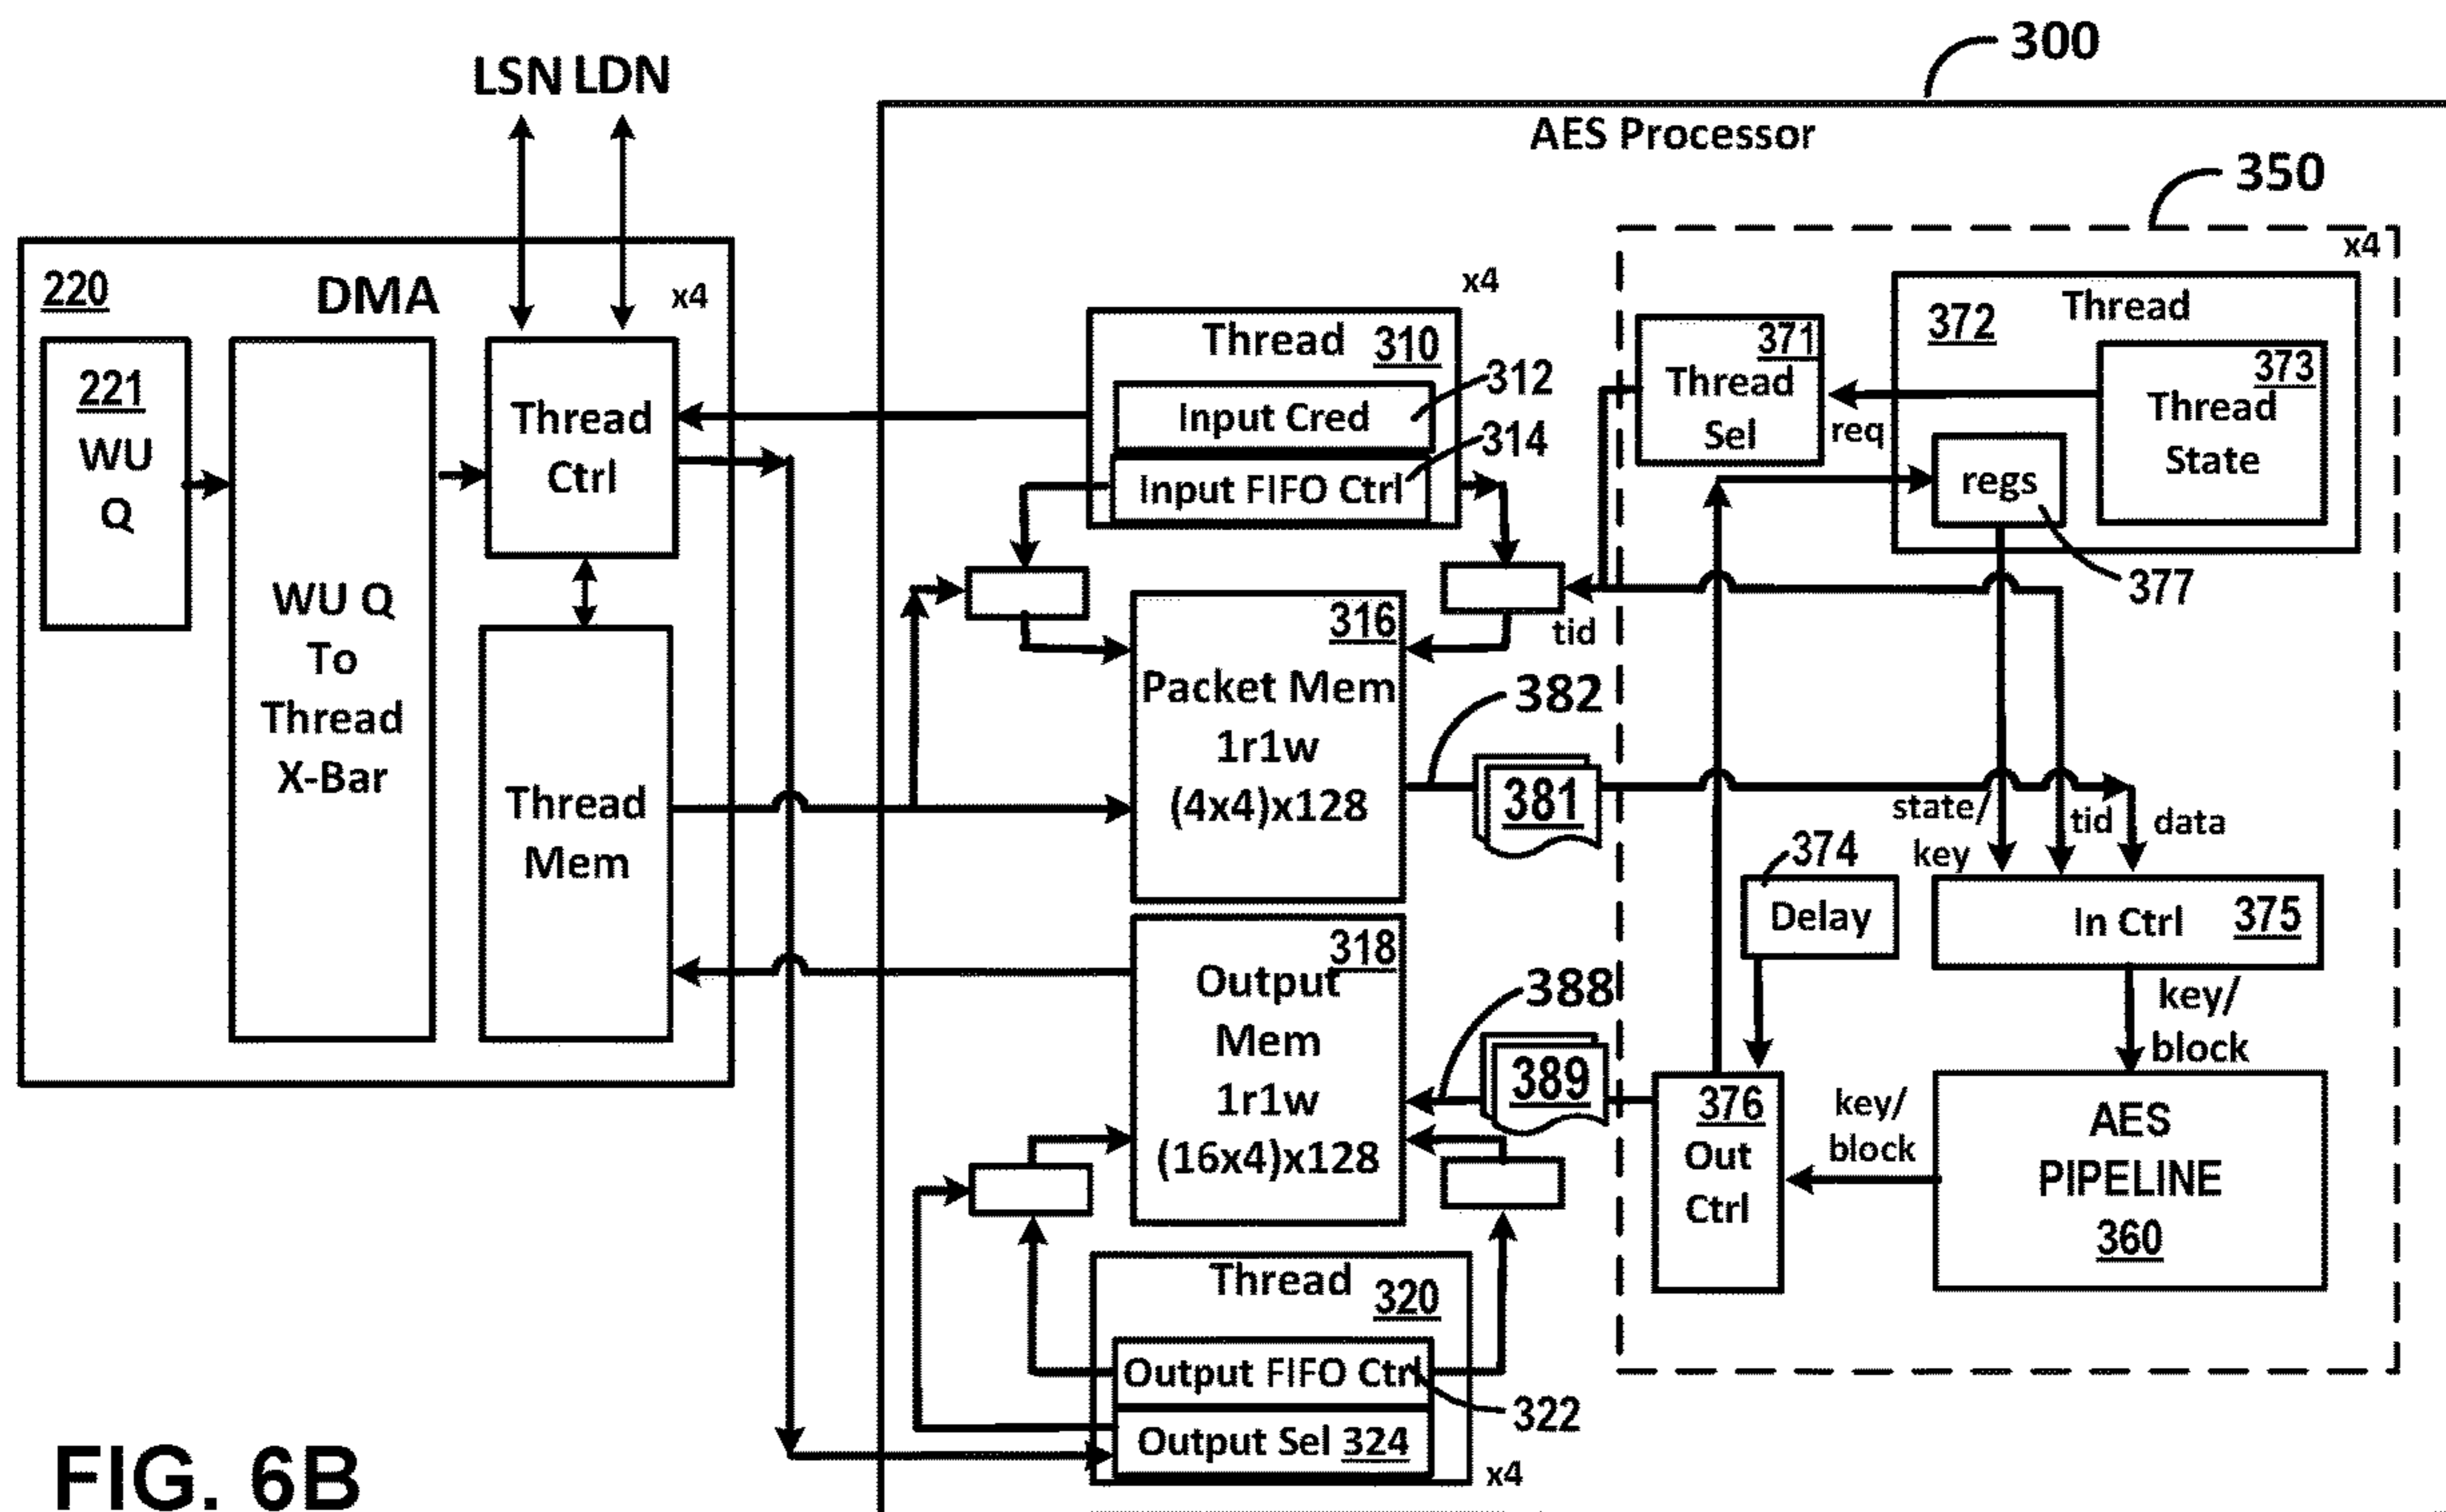 300
LSN LDN
AES Processor
350
x4
220
DMA
x4
221
WU
Q
WU Q
To
Thread
X-Bar
Thread
Ctrl
Thread
Mem
x4
Thread 310
Input Cred
312
Input FIFO Ctrl
314
371
Thread
Sel
req
Thread
372
373
Thread
State
regs
377
tid
316
Packet Mem
1r1w
(4x4)x128
382
381
state/
key
tid
data
374
Delay
In Ctrl 375
key/
block
318
Output
Mem
1r1w
(16x4)x128
388
389
376
Out
Ctrl
key/
block
AES
PIPELINE
360
Thread 320
Output FIFO Ctrl
322
Output Sel 324
x4
FIG. 6B